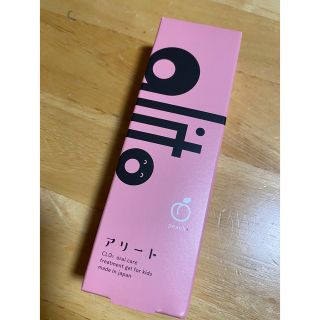 alito
peach
アリート
CLO₂ oral care
treatment gel for kids
made in japan